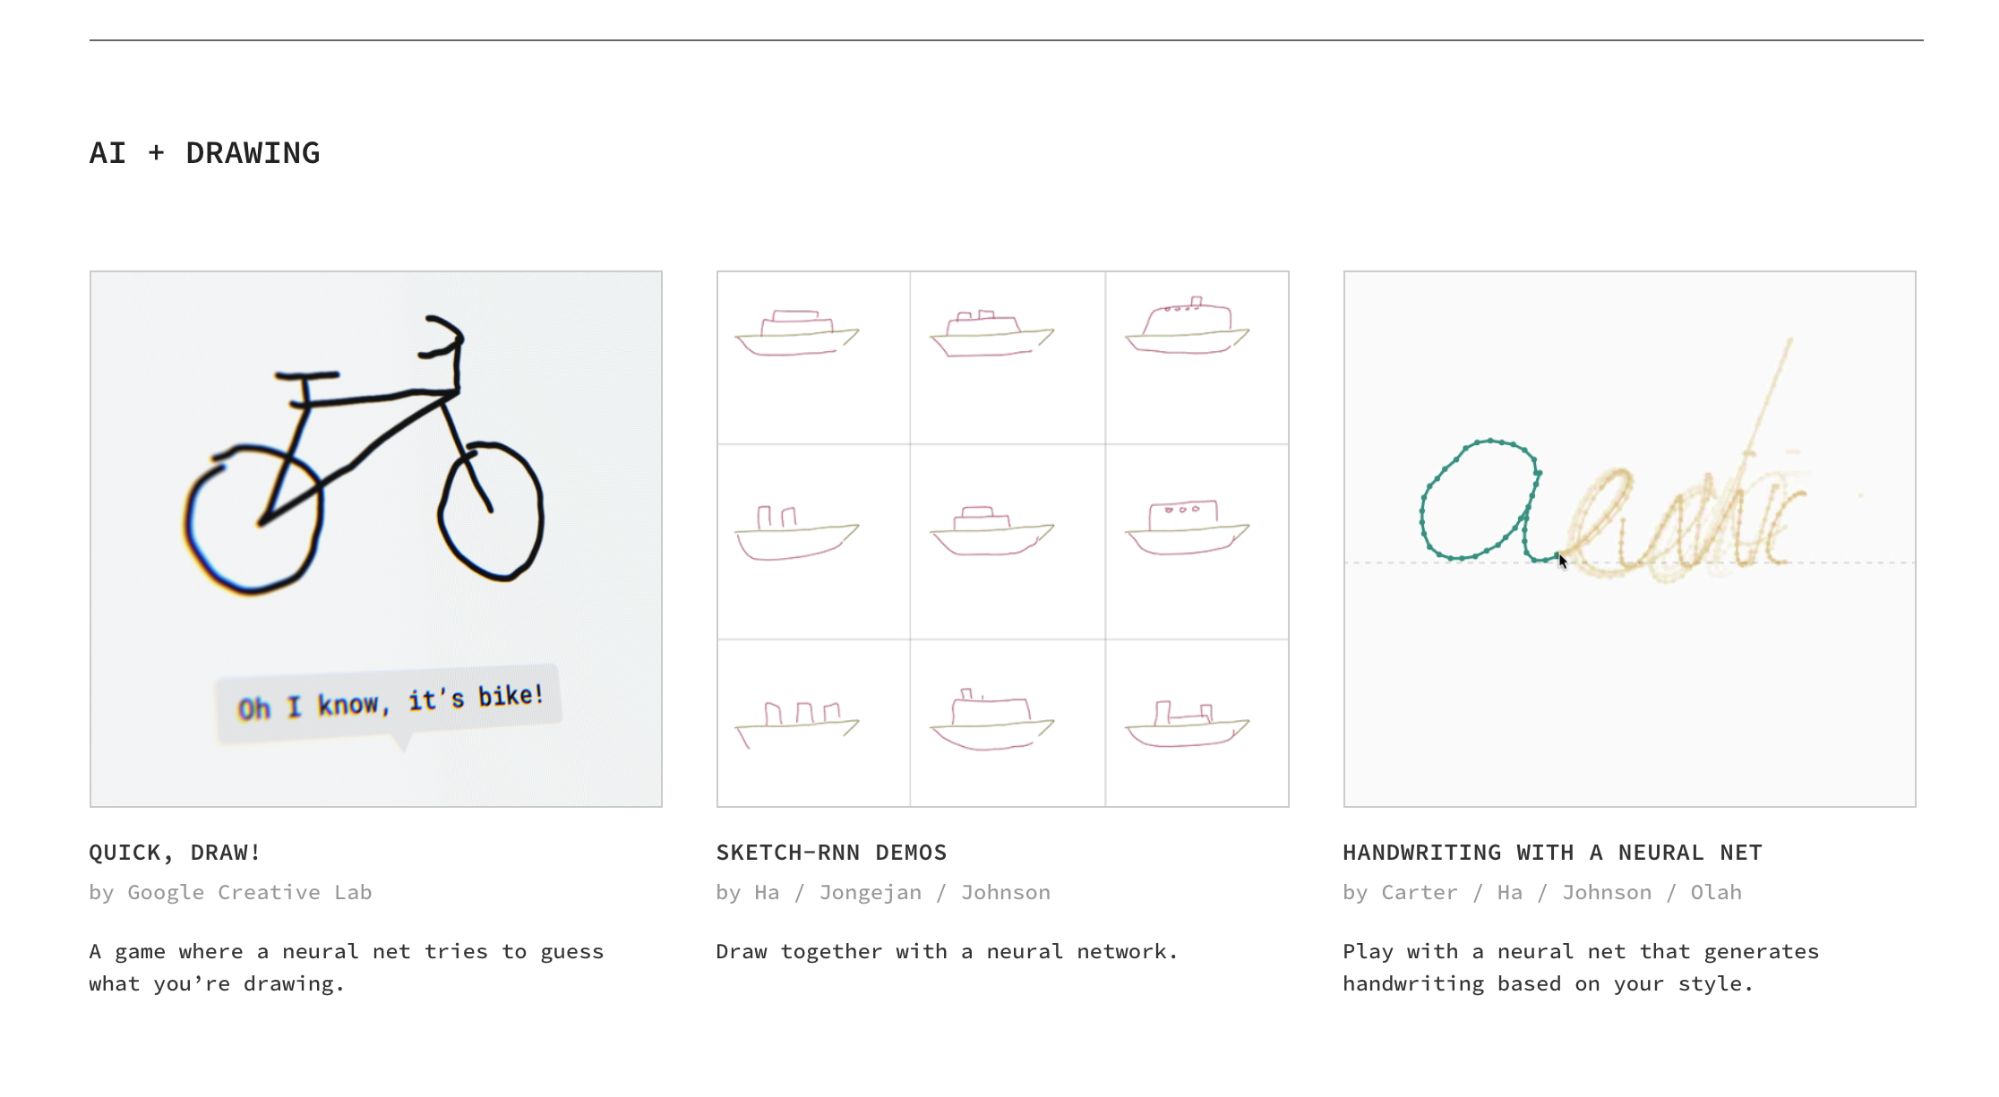 AI + DRAWING
Oh I know, it's bike!
QUICK, DRAW!
by Google Creative Lab
A game where a neural net tries to guess
what you’re drawing.
SKETCH-RNN DEMOS
by Ha / Jongejan / Johnson
Draw together with a neural network.
a
HANDWRITING WITH A NEURAL NET
by Carter / Ha / Johnson / Olah
Play with a neural net that generates
handwriting based on your style.